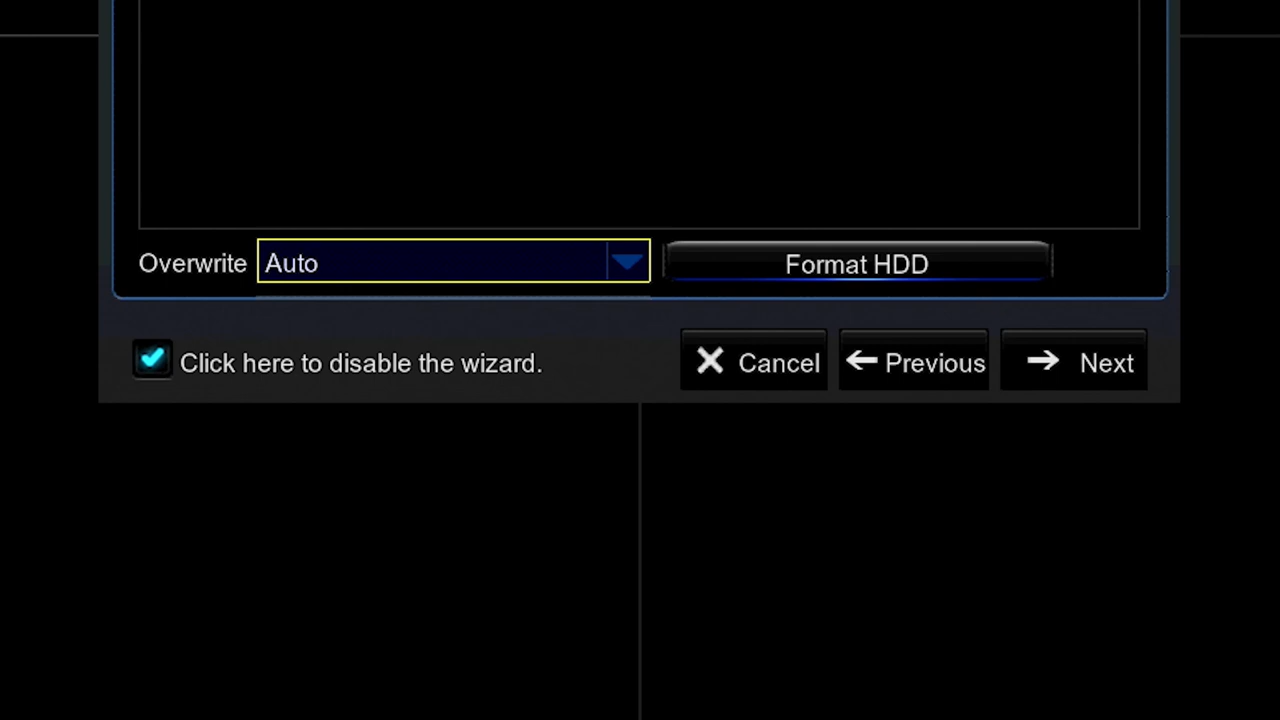 Overwrite Auto Format HDD
Click here to disable the wizard. Cancel Previous Next